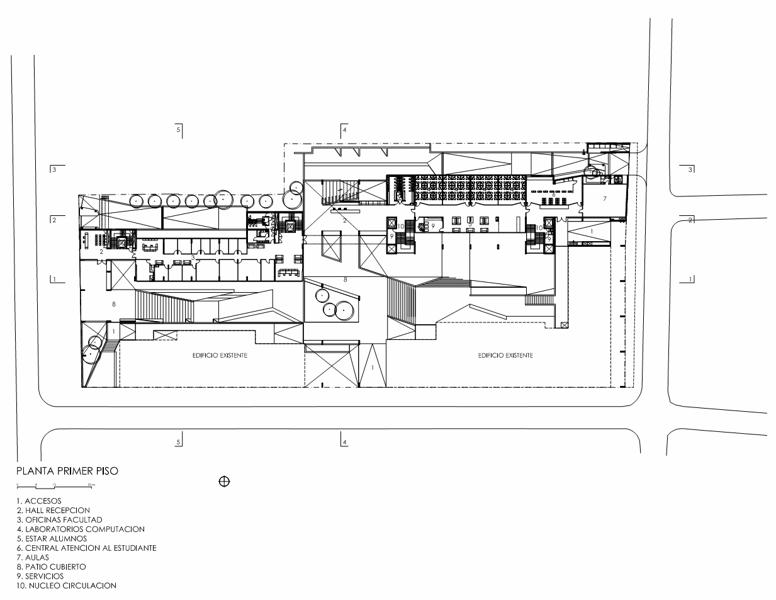 5
4
3
3
7
2
2
2
10
9
10
6
1
2
3
1
1
8
8
1
EDIFICIO EXISTENTE
EDIFICIO EXISTENTE
1
5
4
PLANTA PRIMER PISO
1. ACCESOS
2. HALL RECEPCION
3. OFICINAS FACULTAD
4. LABORATORIOS COMPUTACION
5. ESTAR ALUMNOS
6. CENTRAL ATENCION AL ESTUDIANTE
7. AULAS
8. PATIO CUBIERTO
9. SERVICIOS
10. NUCLEO CIRCULACION